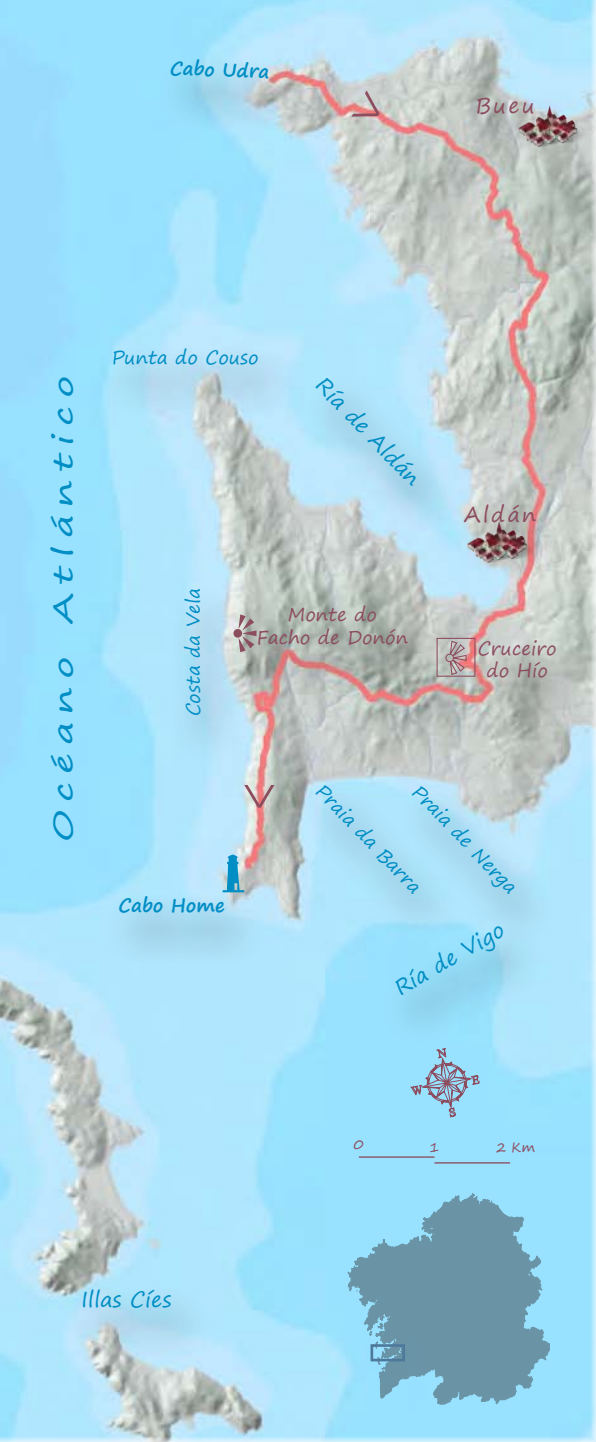 Cabo Udra
Bueu
Punta do Couso
Ría de Aldán
Océano Atlántico
Aldán
Costa da Vela
Monte do
Facho de Donón
Cruceiro
do Hío
Praia da Barra
Praia de Nerga
Cabo Home
Ría de Vigo
N
W E
S
0 1 2 Km
Illas Cíes